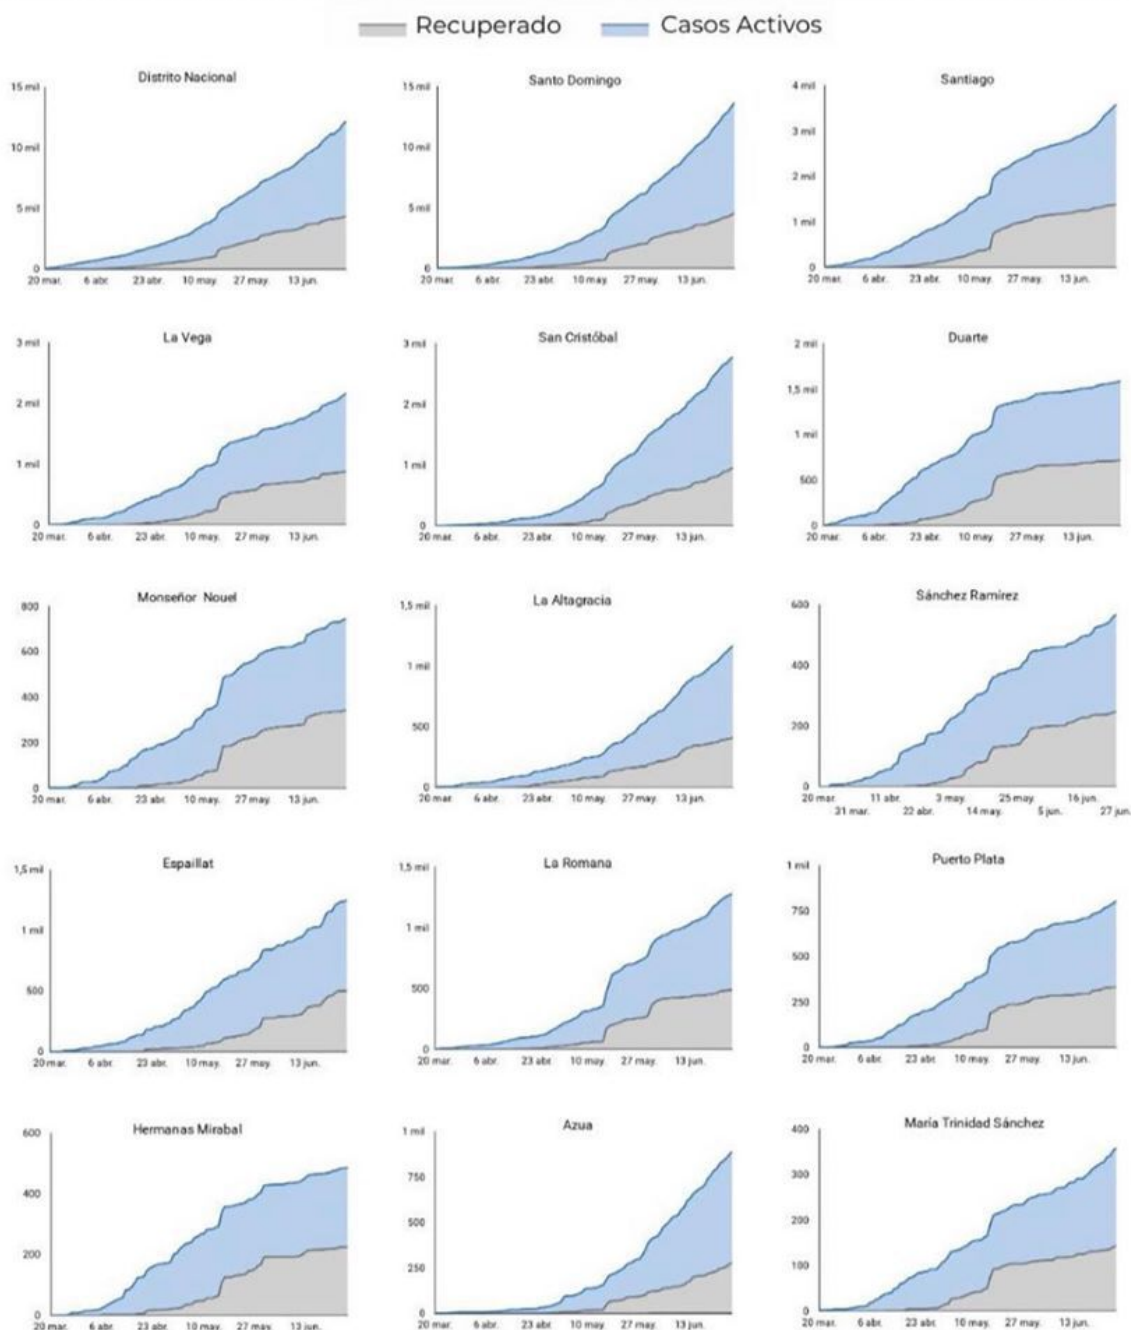 Recuperado Casos Activos
Distrito Nacional
15 mil
10 mil
5 mil
0
20 mar. 6 abr. 23 abr. 10 may. 27 may. 13 jun.
Santo Domingo
15 mil
10 mil
5 mil
0
20 mar. 6 abr. 23 abr. 10 may. 27 may. 13 jun.
Santiago
4 mil
3 mil
2 mil
1 mil
0
20 mar. 6 abr. 23 abr. 10 may. 27 may. 13 jun.
La Vega
3 mil
2 mil
1 mil
0
20 mar. 6 abr. 23 abr. 10 may. 27 may. 13 jun.
San Cristóbal
3 mil
2 mil
1 mil
0
20 mar. 6 abr. 23 abr. 10 may. 27 may. 13 jun.
Duarte
2 mil
1,5 mil
1 mil
500
0
20 mar. 6 abr. 23 abr. 10 may. 27 may. 13 jun.
Monseñor Nouel
800
600
400
200
0
20 mar. 6 abr. 23 abr. 10 may. 27 may. 13 jun.
La Altagracia
1,5 mil
1 mil
500
0
20 mar. 6 abr. 23 abr. 10 may. 27 may. 13 jun.
Sánchez Ramírez
600
400
200
0
20 mar. 11 abr. 3 may. 25 may. 16 jun.
31 mar. 22 abr. 14 may. 5 jun. 27 jun.
Espaillat
1,5 mil
1 mil
500
0
20 mar. 6 abr. 23 abr. 10 may. 27 may. 13 jun.
La Romana
1,5 mil
1 mil
500
0
20 mar. 6 abr. 23 abr. 10 may. 27 may. 13 jun.
Puerto Plata
1 mil
750
500
250
0
20 mar. 6 abr. 23 abr. 10 may. 27 may. 13 jun.
Hermanas Mirabal
600
400
200
0
20 mar. 6 abr. 23 abr. 10 may. 27 may. 13 jun.
Azua
1 mil
750
500
250
0
20 mar. 6 abr. 23 abr. 10 may. 27 may. 13 jun.
María Trinidad Sánchez
400
300
200
100
0
20 mar. 6 abr. 23 abr. 10 may. 27 may. 13 jun.